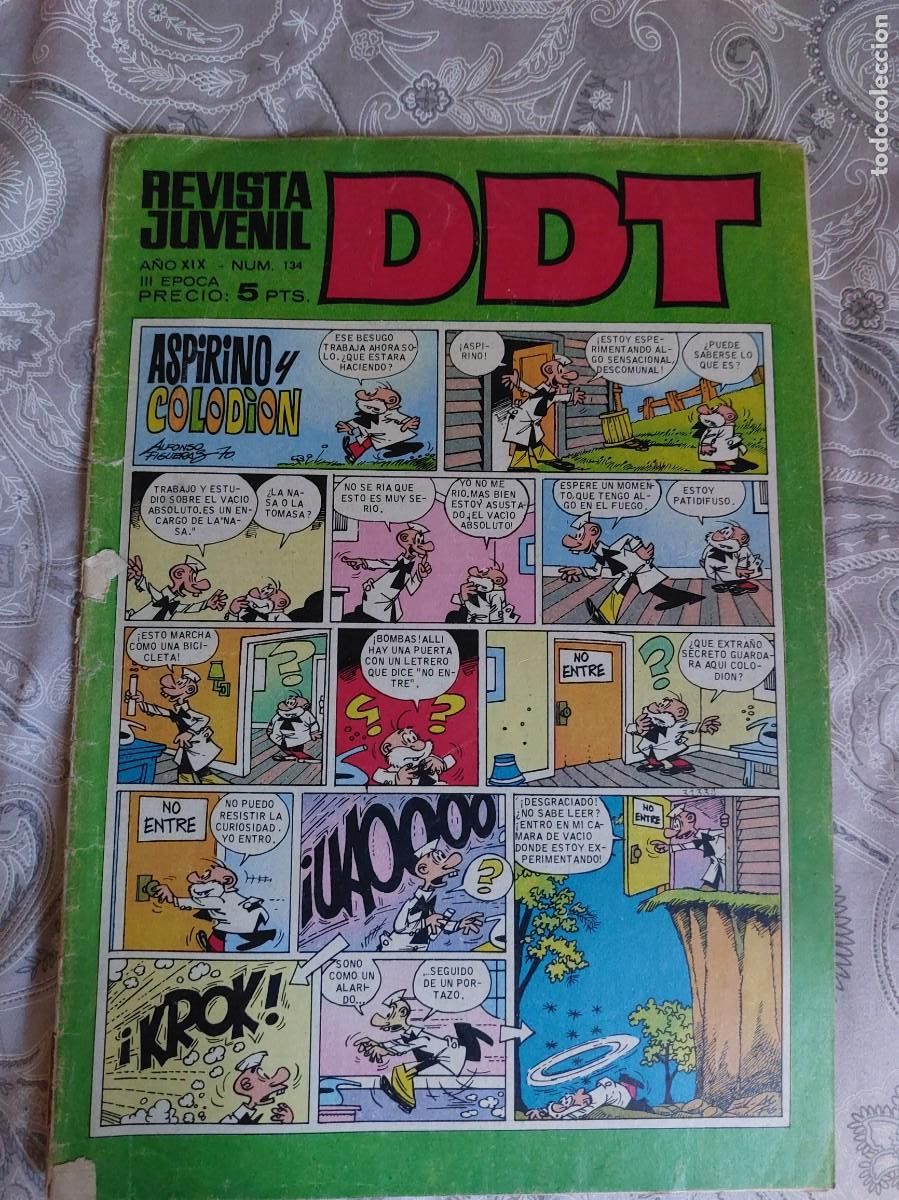 REVISTA
JUVENIL
DDT
AÑO XIX - NUM. 134
III EPOCA
PRECIO: 5 PTS.
ASPIRINO Y
COLODION
ALFONSO
FIGUERAS 70
ESE BESUGO
TRABAJA AHORA SO-
LO. ¿QUE ESTARA
HACIENDO?
¡ASPI-
RINO!
¡ESTOY ESPE-
RIMENTANDO AL-
GO SENSACIONAL,
DESCOMUNAL!
¿PUEDE
SABERSE LO
QUE ES?
TRABAJO Y ESTU-
DIO SOBRE EL VACIO
ABSOLUTO. ES UN EN-
CARGO DE LA "NA-
SA."
¿LA NA-
SA O LA
TOMASA?
NO SE RIA QUE
ESTO ES MUY SE-
RIO.
YO NO ME
RIO, MAS BIEN
ESTOY ASUSTA-
DO. ¡EL VACIO
ABSOLUTO!
ESPERE UN MOMEN-
TO, QUE TENGO AL-
GO EN EL FUEGO.
ESTOY
PATIDIFUSO.
¡ESTO MARCHA
COMO UNA BICI-
CLETA!
?
¡BOMBAS! ALLI
HAY UNA PUERTA
CON UN LETRERO
QUE DICE "NO EN-
TRE".
? ?
NO
ENTRE
?
¿QUE EXTRAÑO
SECRETO GUARDA-
RA AQUI COLO-
DION?
NO
ENTRE
NO PUEDO
RESISTIR LA
CURIOSIDAD.
YO ENTRO.
¡UAOOOOO
?
¡KROK!
SONO
COMO UN
ALARI-
DO...
...SEGUIDO
DE UN POR-
TAZO.
¡DESGRACIADO!
¿NO SABE LEER?
¡ENTRO EN MI CA-
MARA DE VACIO
DONDE ESTOY EX-
PERIMENTANDO!
NO
ENTRE
todocoleccion